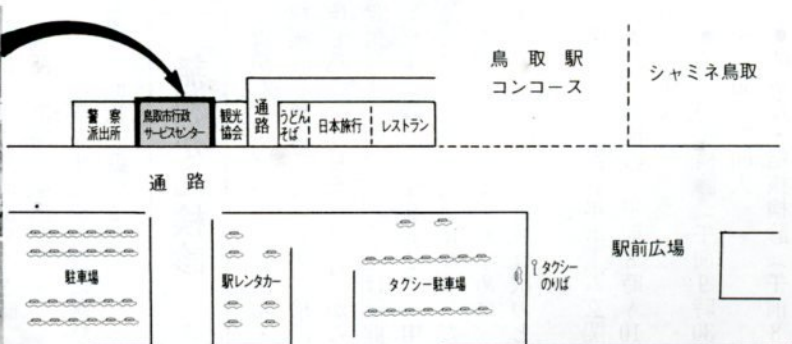 鳥取駅
コンコース
シャミネ鳥取
警察
派出所
鳥取市行政
サービスセンター
観光
協会
通路
うどん
そば
日本旅行
レストラン
通路
駐車場
駅レンタカー
タクシー駐車場
タクシー
のりば
駅前広場